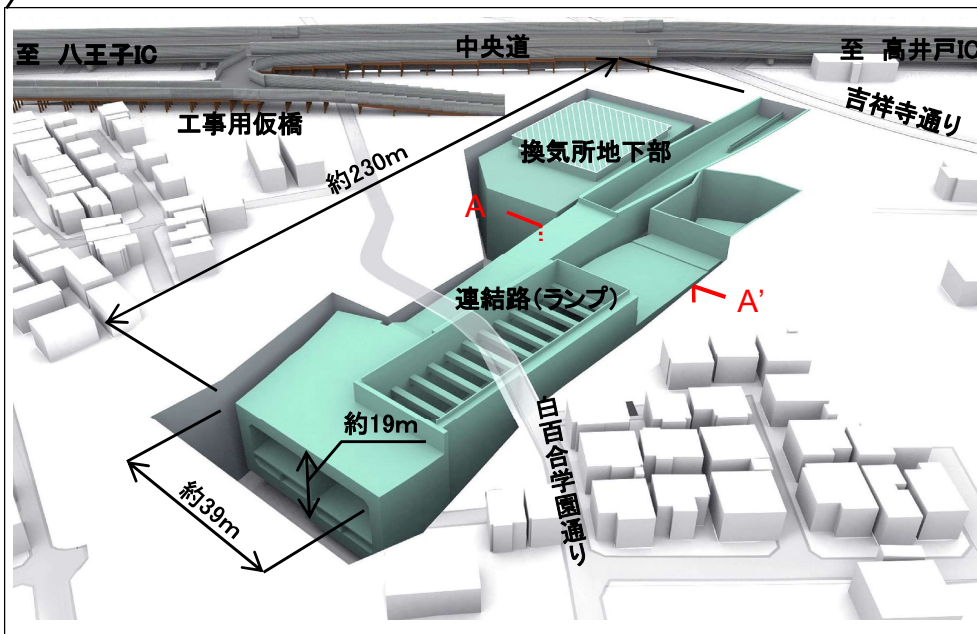 至 八王子IC
中央道
至 高井戸IC
吉祥寺通り
工事用仮橋
換気所地下部
約230m
A
連結路(ランプ)
A'
約19m
白百合学園通り
約39m